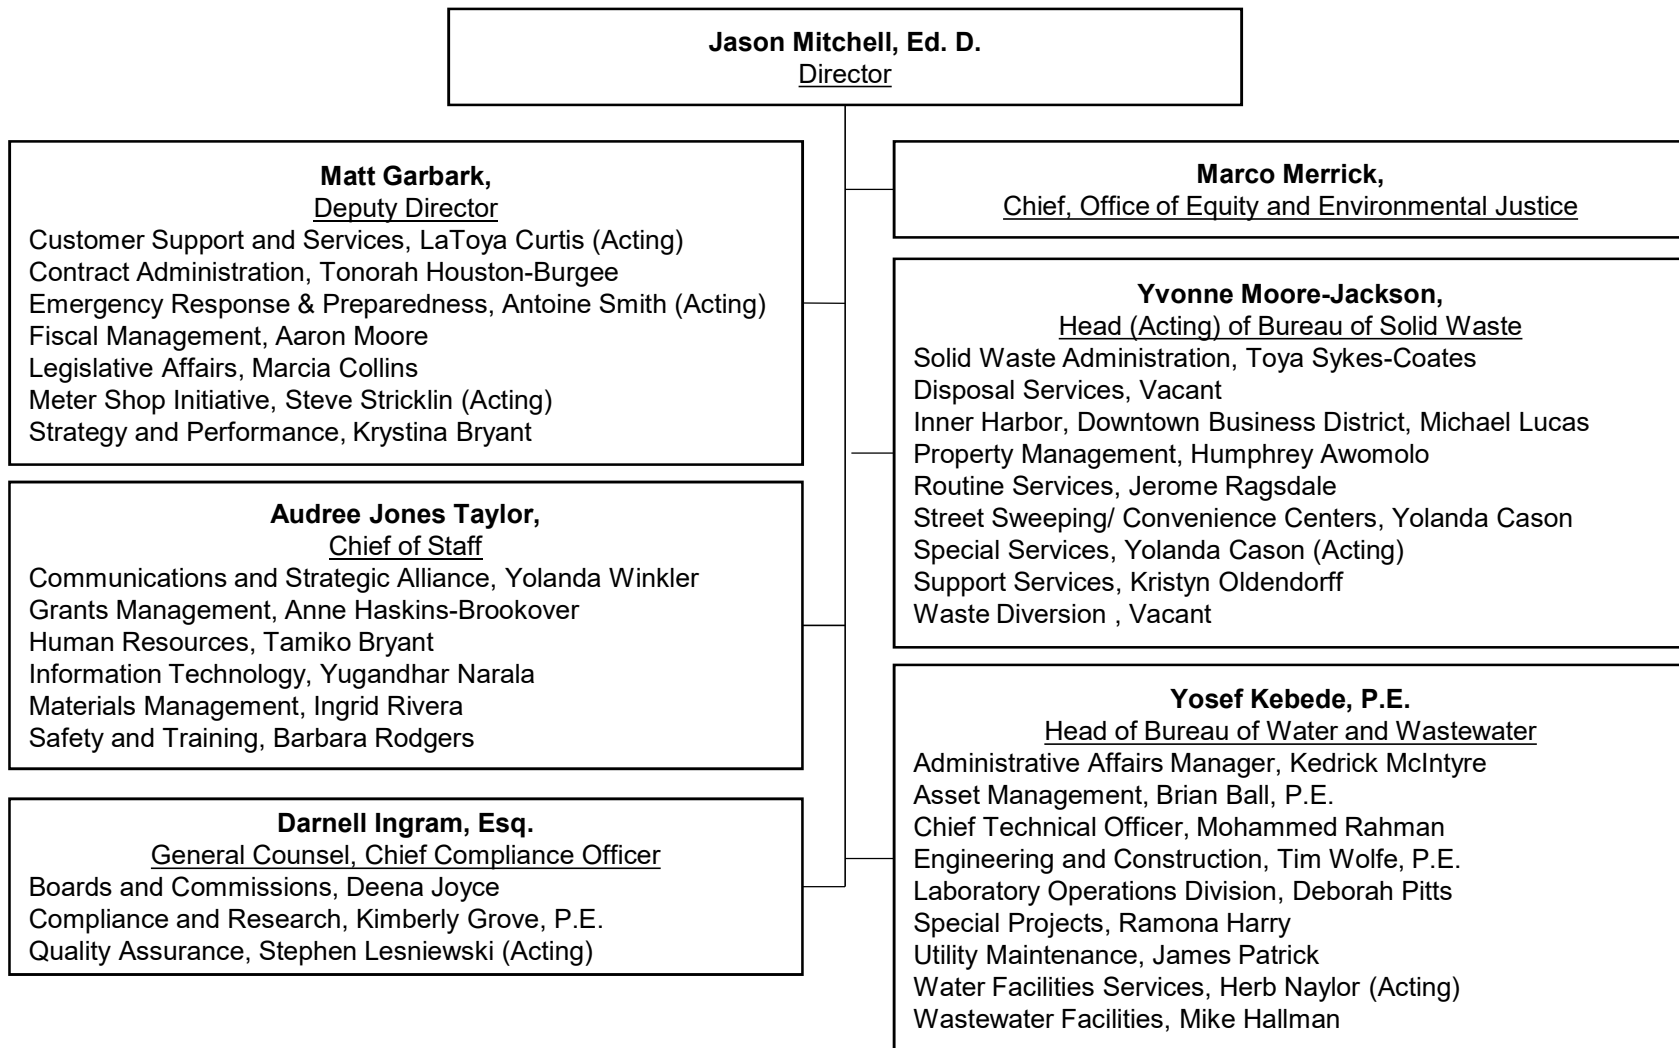 Jason Mitchell, Ed. D.
Director
Matt Garbark,
Deputy Director
Customer Support and Services, LaToya Curtis (Acting)
Contract Administration, Tonorah Houston-Burgee
Emergency Response & Preparedness, Antoine Smith (Acting)
Fiscal Management, Aaron Moore
Legislative Affairs, Marcia Collins
Meter Shop Initiative, Steve Stricklin (Acting)
Strategy and Performance, Krystina Bryant
Audree Jones Taylor,
Chief of Staff
Communications and Strategic Alliance, Yolanda Winkler
Grants Management, Anne Haskins-Brookover
Human Resources, Tamiko Bryant
Information Technology, Yugandhar Narala
Materials Management, Ingrid Rivera
Safety and Training, Barbara Rodgers
Darnell Ingram, Esq.
General Counsel, Chief Compliance Officer
Boards and Commissions, Deena Joyce
Compliance and Research, Kimberly Grove, P.E.
Quality Assurance, Stephen Lesniewski (Acting)
Marco Merrick,
Chief, Office of Equity and Environmental Justice
Yvonne Moore-Jackson,
Head (Acting) of Bureau of Solid Waste
Solid Waste Administration, Toya Sykes-Coates
Disposal Services, Vacant
Inner Harbor, Downtown Business District, Michael Lucas
Property Management, Humphrey Awomolo
Routine Services, Jerome Ragsdale
Street Sweeping/ Convenience Centers, Yolanda Cason
Special Services, Yolanda Cason (Acting)
Support Services, Kristyn Oldendorff
Waste Diversion , Vacant
Yosef Kebede, P.E.
Head of Bureau of Water and Wastewater
Administrative Affairs Manager, Kedrick McIntyre
Asset Management, Brian Ball, P.E.
Chief Technical Officer, Mohammed Rahman
Engineering and Construction, Tim Wolfe, P.E.
Laboratory Operations Division, Deborah Pitts
Special Projects, Ramona Harry
Utility Maintenance, James Patrick
Water Facilities Services, Herb Naylor (Acting)
Wastewater Facilities, Mike Hallman